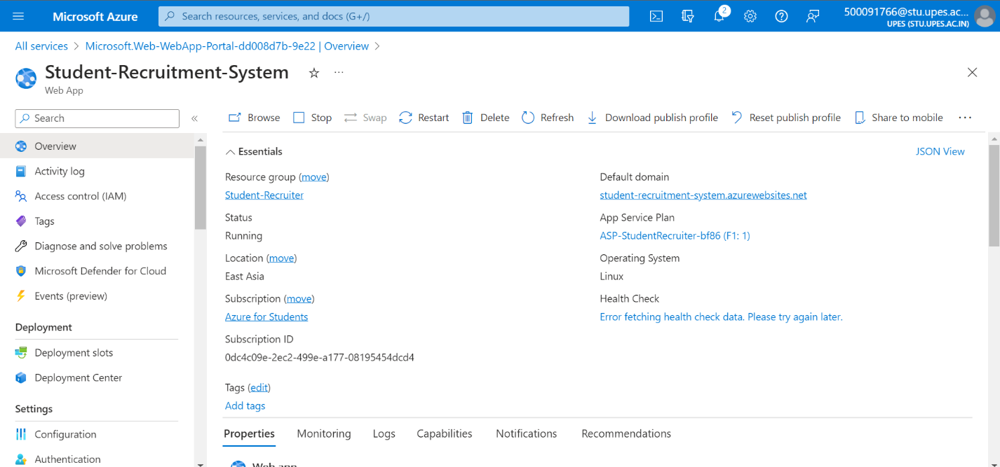 Microsoft Azure
Search resources, services, and docs (G+/)
2
500091766@stu.upes.ac...
UPES (STU.UPES.AC.IN)
All services > Microsoft.Web-WebApp-Portal-dd008d7b-9e22 | Overview >
Student-Recruitment-System
Web App
Search
Browse Stop Swap Restart Delete Refresh Download publish profile Reset publish profile Share to mobile
Overview
Activity log
Access control (IAM)
Tags
Diagnose and solve problems
Microsoft Defender for Cloud
Events (preview)
Deployment
Deployment slots
Deployment Center
Settings
Configuration
Authentication
Essentials
JSON View
Resource group (move)
Student-Recruiter
Status
Running
Location (move)
East Asia
Subscription (move)
Azure for Students
Subscription ID
0dc4c09e-2ec2-499e-a177-08195454dcd4
Default domain
student-recruitment-system.azurewebsites.net
App Service Plan
ASP-StudentRecruiter-bf86 (F1: 1)
Operating System
Linux
Health Check
Error fetching health check data. Please try again later.
Tags (edit)
Add tags
Properties Monitoring Logs Capabilities Notifications Recommendations
Web app